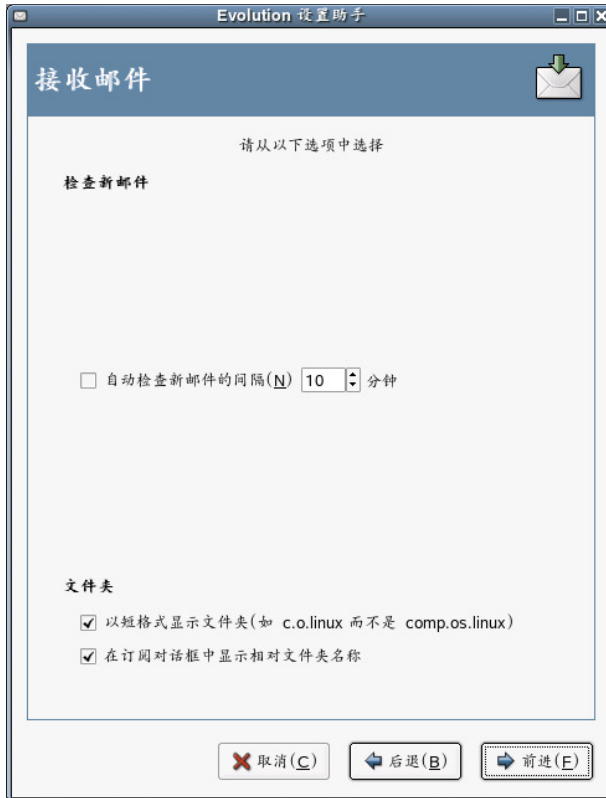 Evolution 设置助手
接收邮件
请从以下选项中选择
检查新邮件
自动检查新邮件的间隔(N) 10 分钟
文件夹
以短格式显示文件夹(如 c.o.linux 而不是 comp.os.linux)
在订阅对话框中显示相对文件夹名称
取消(C) 后退(B) 前进(F)